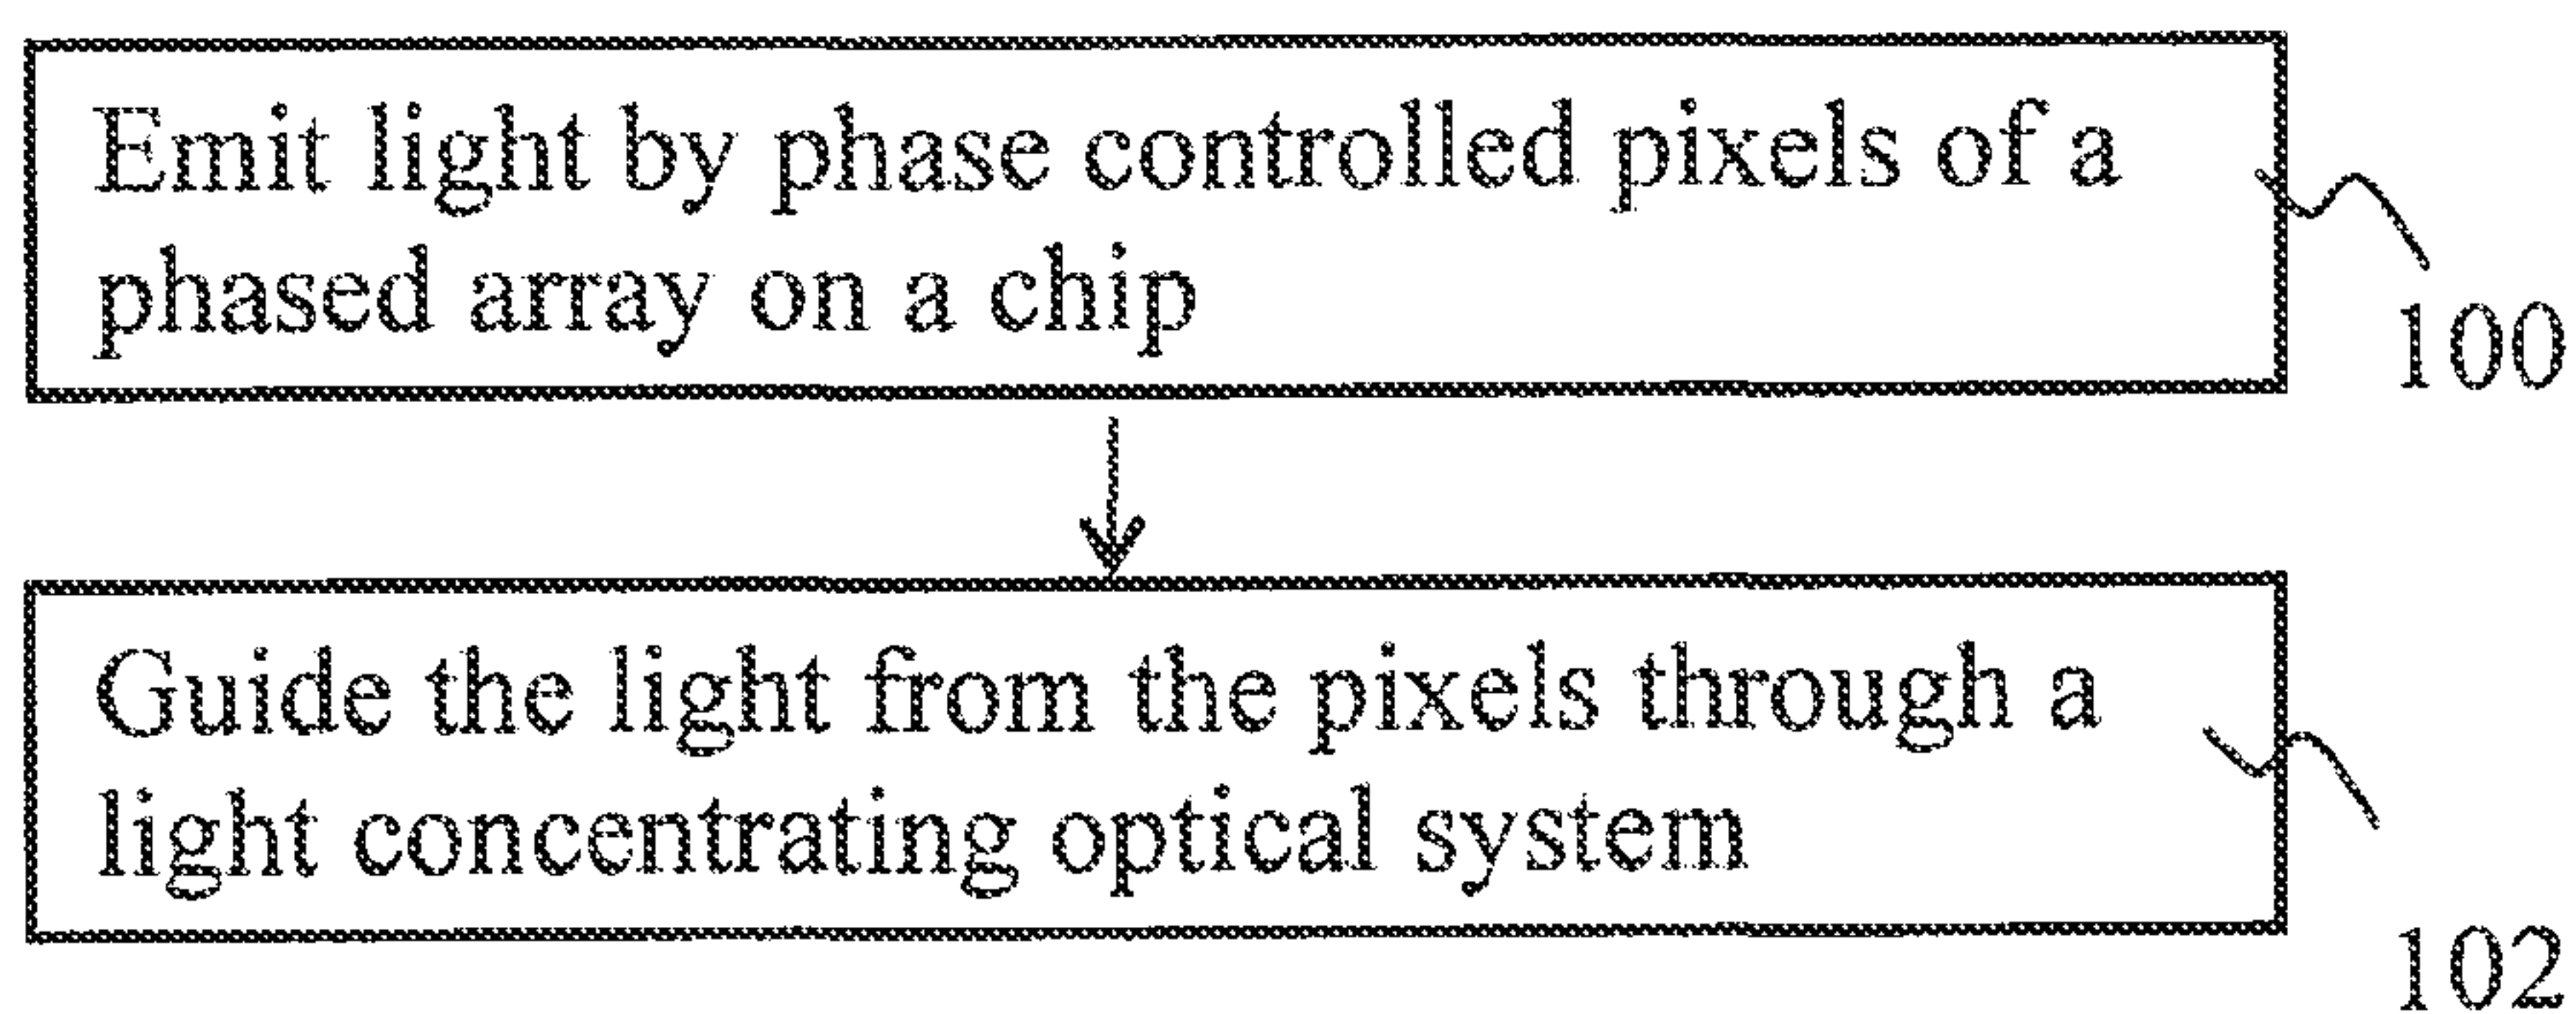 Emit light by phase controlled pixels of a
phased array on a chip
100
Guide the light from the pixels through a
light concentrating optical system
102